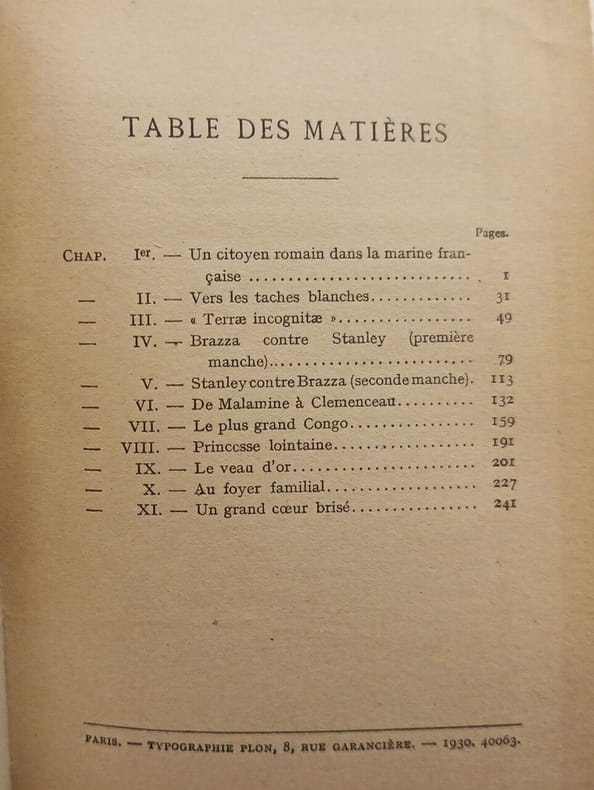 TABLE DES MATIÈRES
Pages.
CHAP. Iᵉʳ. — Un citoyen romain dans la marine fran-
çaise .............................. 1
— II. — Vers les taches blanches............. 31
— III. — « Terræ incognitæ »................. 49
— IV. — Brazza contre Stanley (première
manche).......................... 79
— V. — Stanley contre Brazza (seconde manche). 113
— VI. — De Malamine à Clemenceau.......... 132
— VII. — Le plus grand Congo................ 159
— VIII. — Princesse lointaine.................. 191
— IX. — Le veau d'or....................... 201
— X. — Au foyer familial................... 227
— XI. — Un grand cœur brisé................ 241
PARIS. — TYPOGRAPHIE PLON, 8, RUE GARANCIÈRE. — 1930. 40063.